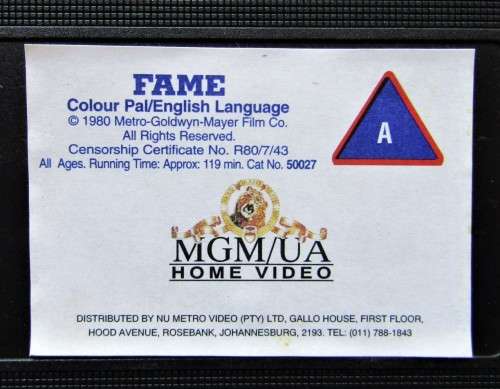 FAME
Colour Pal/English Language
© 1980 Metro-Goldwyn-Mayer Film Co.
All Rights Reserved.
Censorship Certificate No. R80/7/43
All Ages. Running Time: Approx: 119 min. Cat No. 50027
A
MGM/UA
HOME VIDEO
DISTRIBUTED BY NU METRO VIDEO (PTY) LTD, GALLO HOUSE, FIRST FLOOR,
HOOD AVENUE, ROSEBANK, JOHANNESBURG, 2193. TEL: (011) 788-1843